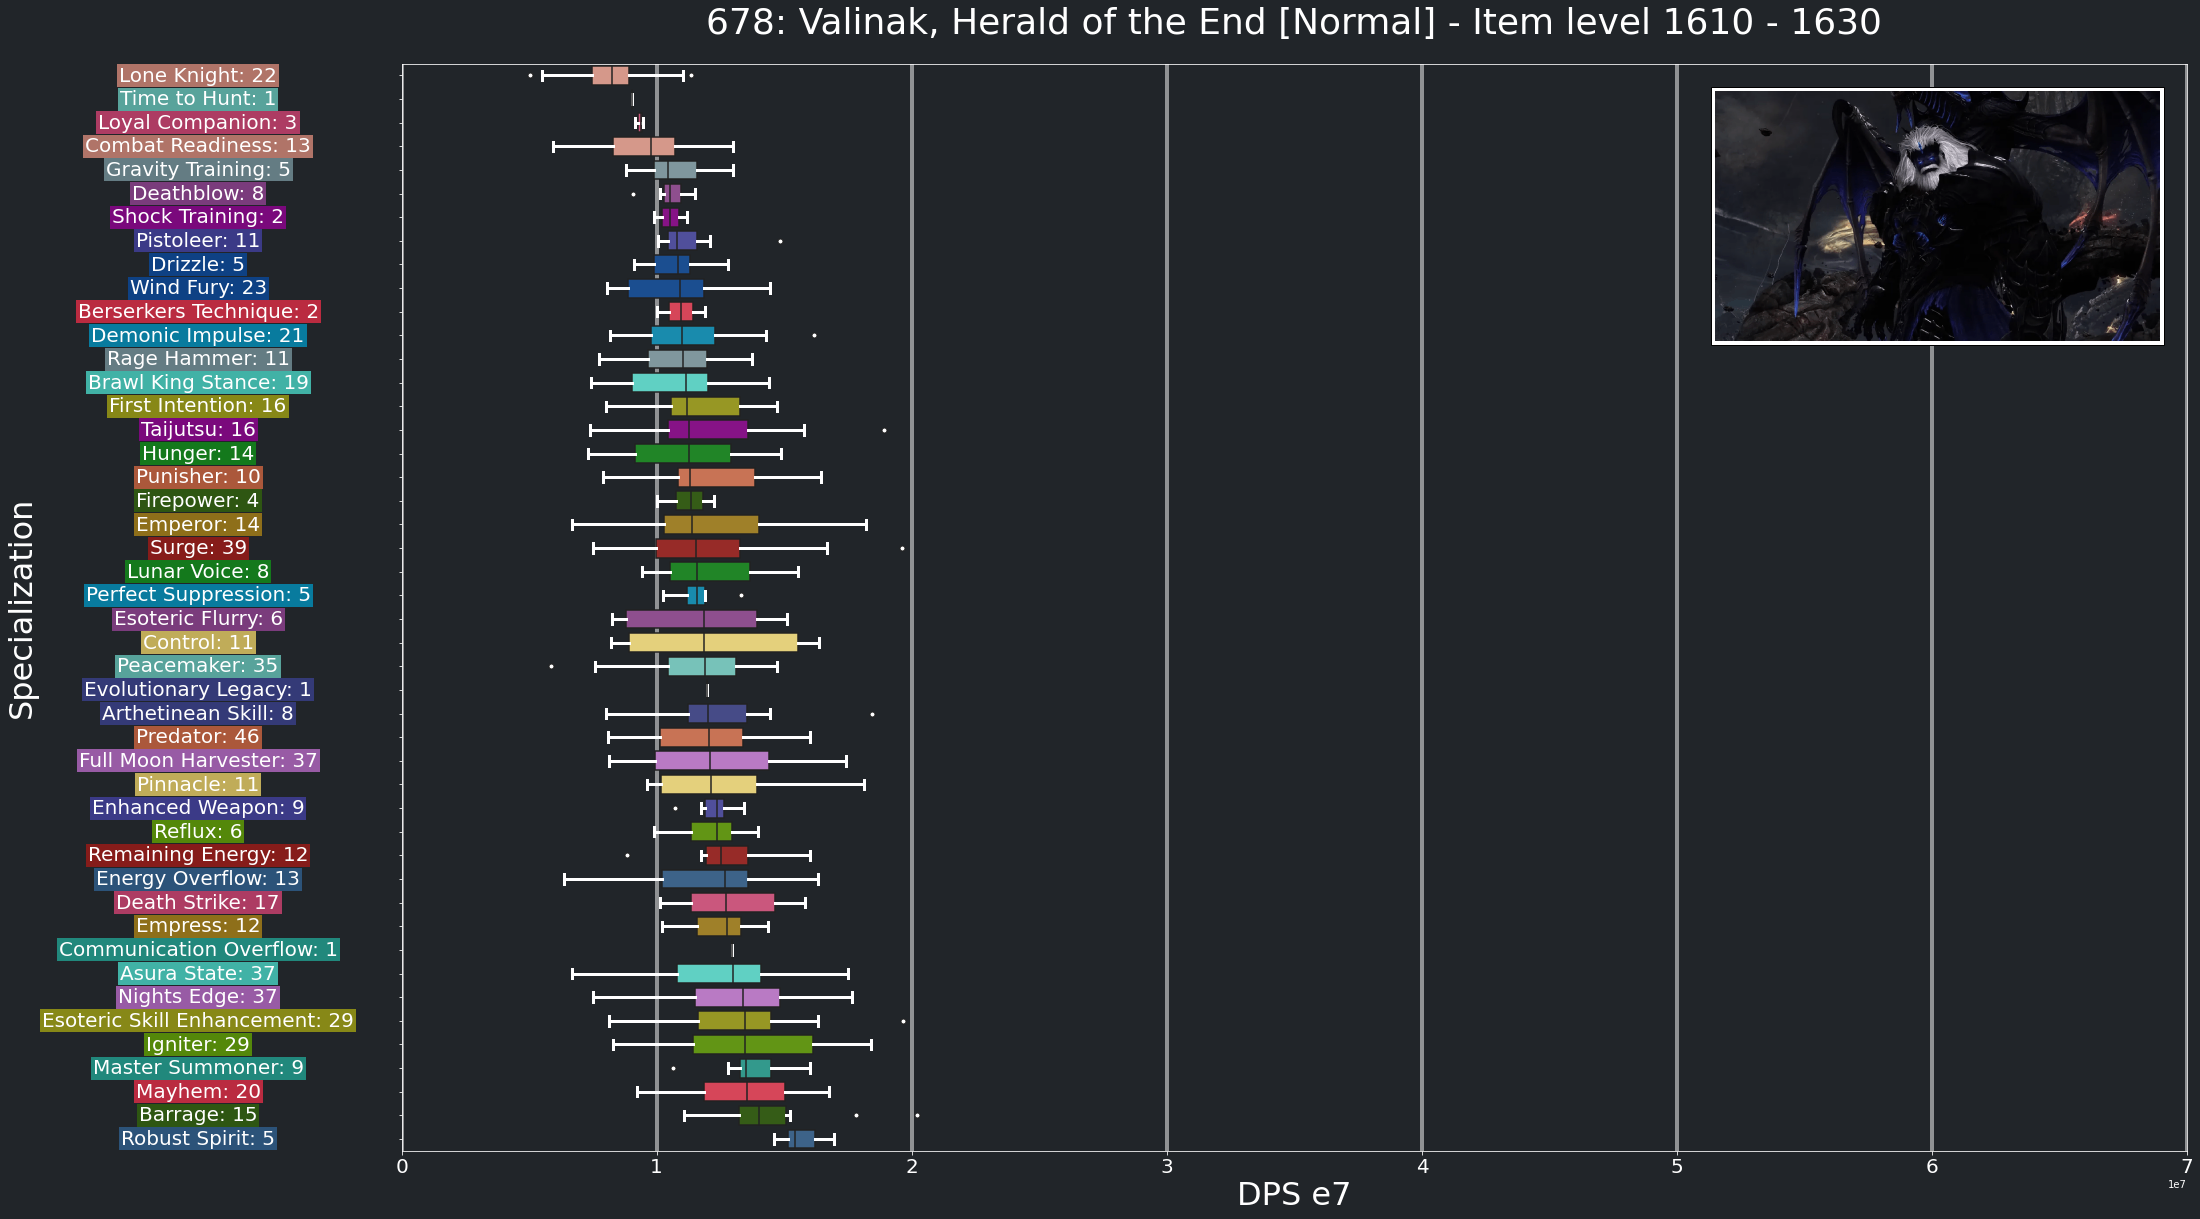 678: Valinak, Herald of the End [Normal] - Item level 1610 - 1630
Specialization
Lone Knight: 22
Time to Hunt: 1
Loyal Companion: 3
Combat Readiness: 13
Gravity Training: 5
Deathblow: 8
Shock Training: 2
Pistoleer: 11
Drizzle: 5
Wind Fury: 23
Berserkers Technique: 2
Demonic Impulse: 21
Rage Hammer: 11
Brawl King Stance: 19
First Intention: 16
Taijutsu: 16
Hunger: 14
Punisher: 10
Firepower: 4
Emperor: 14
Surge: 39
Lunar Voice: 8
Perfect Suppression: 5
Esoteric Flurry: 6
Control: 11
Peacemaker: 35
Evolutionary Legacy: 1
Arthetinean Skill: 8
Predator: 46
Full Moon Harvester: 37
Pinnacle: 11
Enhanced Weapon: 9
Reflux: 6
Remaining Energy: 12
Energy Overflow: 13
Death Strike: 17
Empress: 12
Communication Overflow: 1
Asura State: 37
Nights Edge: 37
Esoteric Skill Enhancement: 29
Igniter: 29
Master Summoner: 9
Mayhem: 20
Barrage: 15
Robust Spirit: 5
0 1 2 3 4 5 6 7
1e7
DPS e7